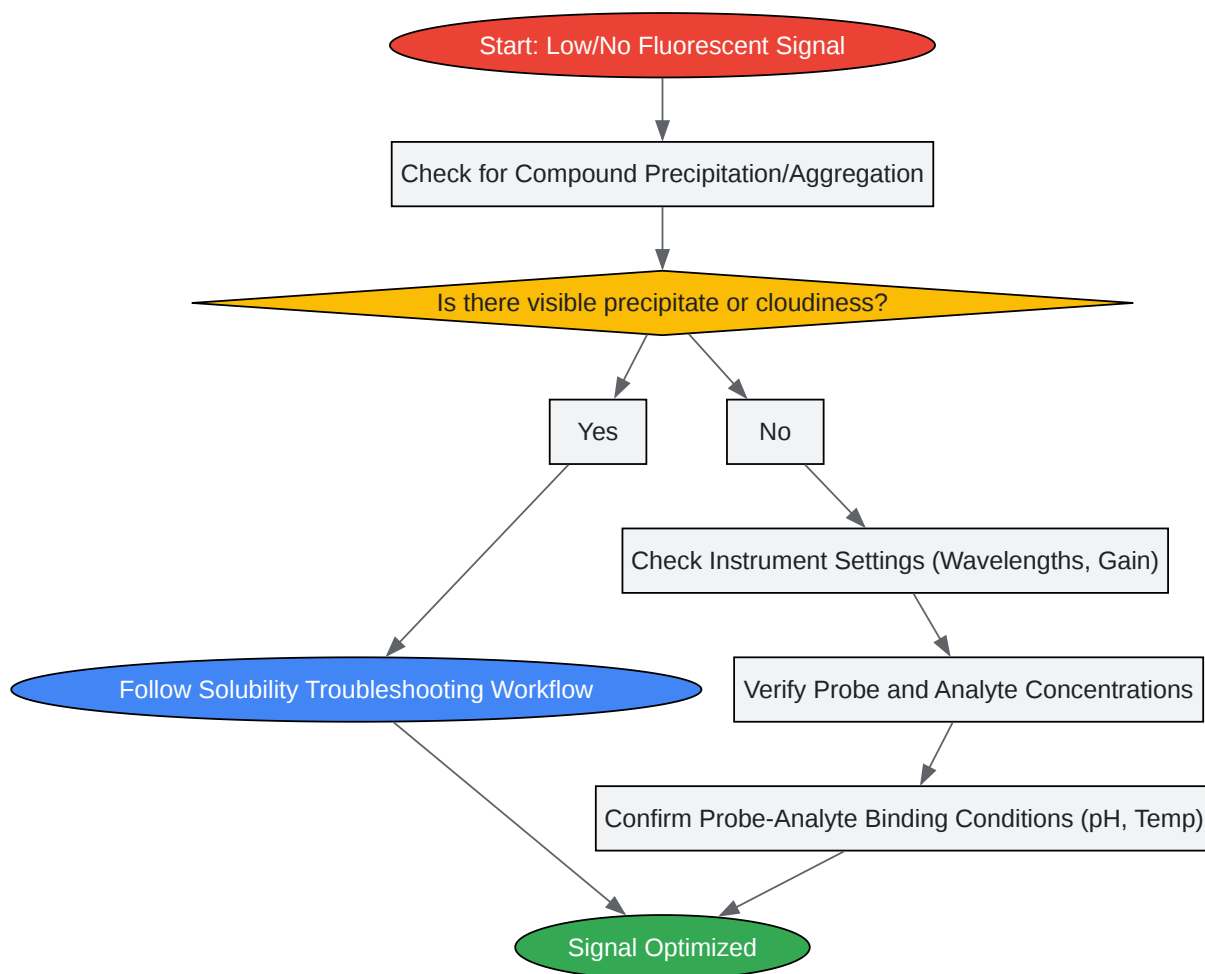 Start: Low/No Fluorescent Signal
Check for Compound Precipitation/Aggregation
Is there visible precipitate or cloudiness?
Yes
No
Check Instrument Settings (Wavelengths, Gain)
Follow Solubility Troubleshooting Workflow
Verify Probe and Analyte Concentrations
Confirm Probe-Analyte Binding Conditions (pH, Temp)
Signal Optimized